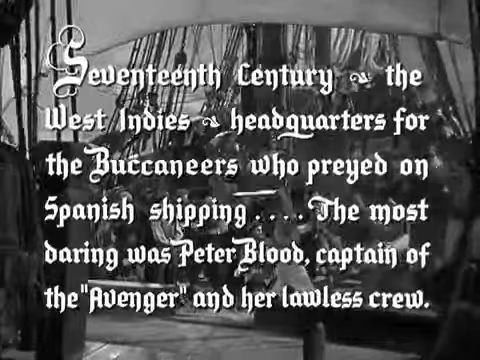 Seventeenth Century ~ the
West Indies ~ headquarters for
the Buccaneers who preyed on
Spanish shipping .... The most
daring was Peter Blood, captain of
the "Avenger" and her lawless crew.